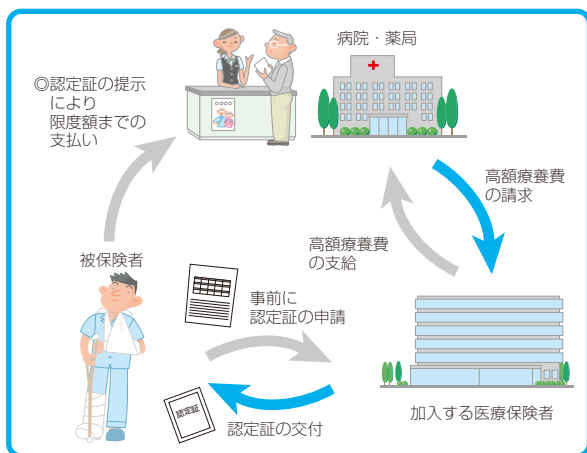 病院・薬局
◎認定証の提示
により
限度額までの
支払い
高額療養費
の請求
高額療養費
の支給
被保険者
事前に
認定証の申請
認定証
認定証の交付
加入する医療保険者